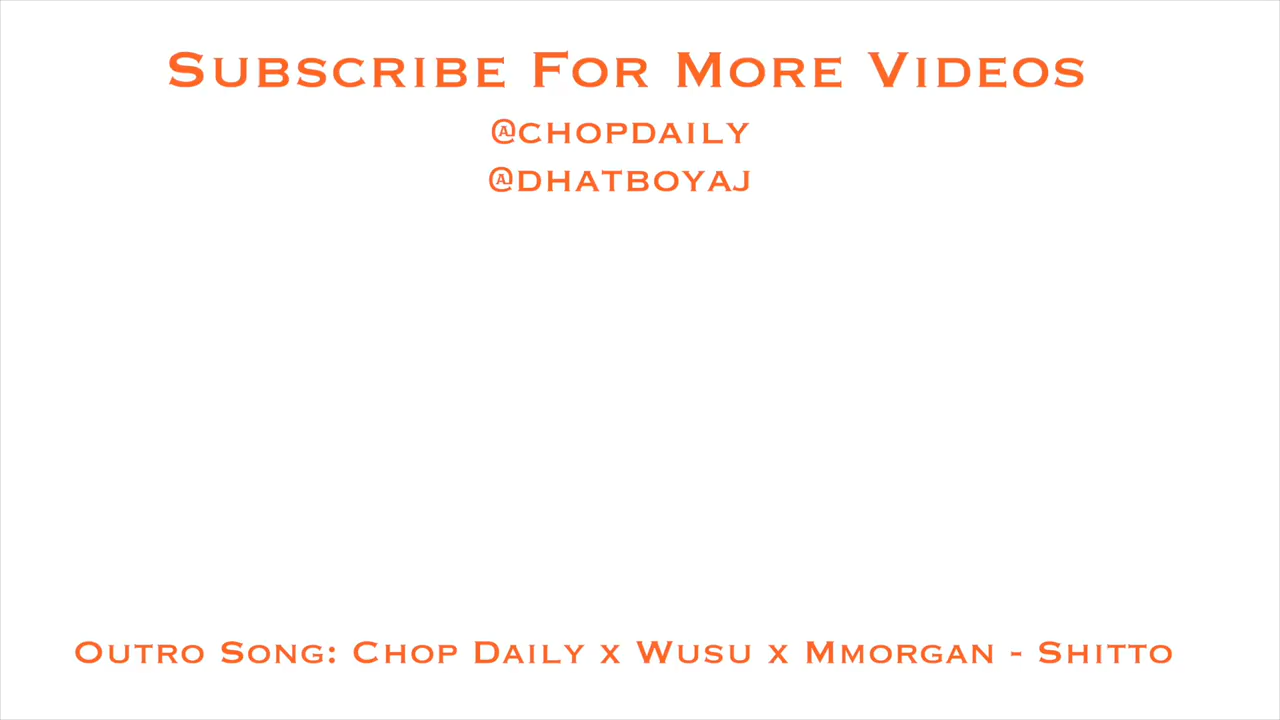 Subscribe For More Videos
@chopdaily
@dhatboyaj
Outro Song: Chop Daily x Wusu x Mmorgan - Shitto